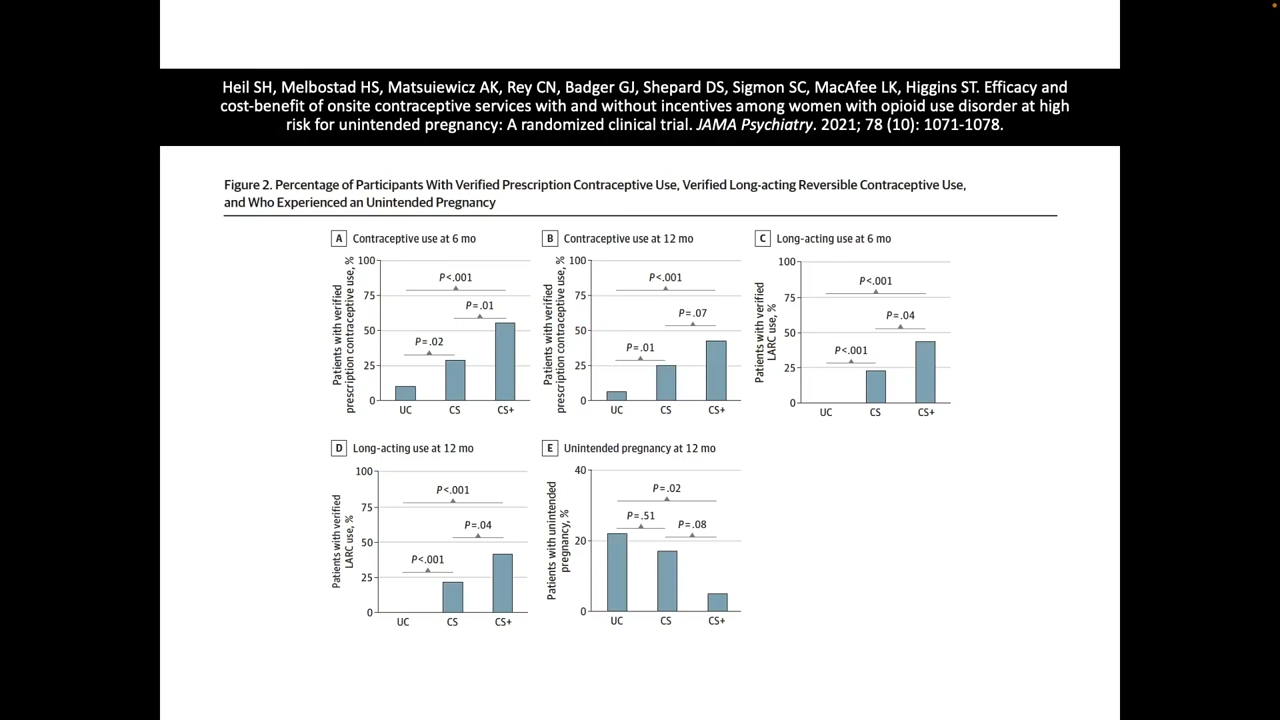 Heil SH, Melbostad HS, Matsuiewicz AK, Rey CN, Badger GJ, Shepard DS, Sigmon SC, MacAfee LK, Higgins ST. Efficacy and
cost-benefit of onsite contraceptive services with and without incentives among women with opioid use disorder at high
risk for unintended pregnancy: A randomized clinical trial. JAMA Psychiatry. 2021; 78 (10): 1071-1078.
Figure 2. Percentage of Participants With Verified Prescription Contraceptive Use, Verified Long-acting Reversible Contraceptive Use,
and Who Experienced an Unintended Pregnancy
A Contraceptive use at 6 mo
Patients with verified
prescription contraceptive use, %
100
75
50
25
0
P<.001
P=.01
P=.02
UC CS CS+
B Contraceptive use at 12 mo
Patients with verified
prescription contraceptive use, %
100
75
50
25
0
P<.001
P=.07
P=.01
UC CS CS+
C Long-acting use at 6 mo
Patients with verified
LARC use, %
100
75
50
25
0
P<.001
P=.04
P<.001
UC CS CS+
D Long-acting use at 12 mo
Patients with verified
LARC use, %
100
75
50
25
0
P<.001
P=.04
P<.001
UC CS CS+
E Unintended pregnancy at 12 mo
Patients with unintended
pregnancy, %
40
20
0
P=.02
P=.51
P=.08
UC CS CS+